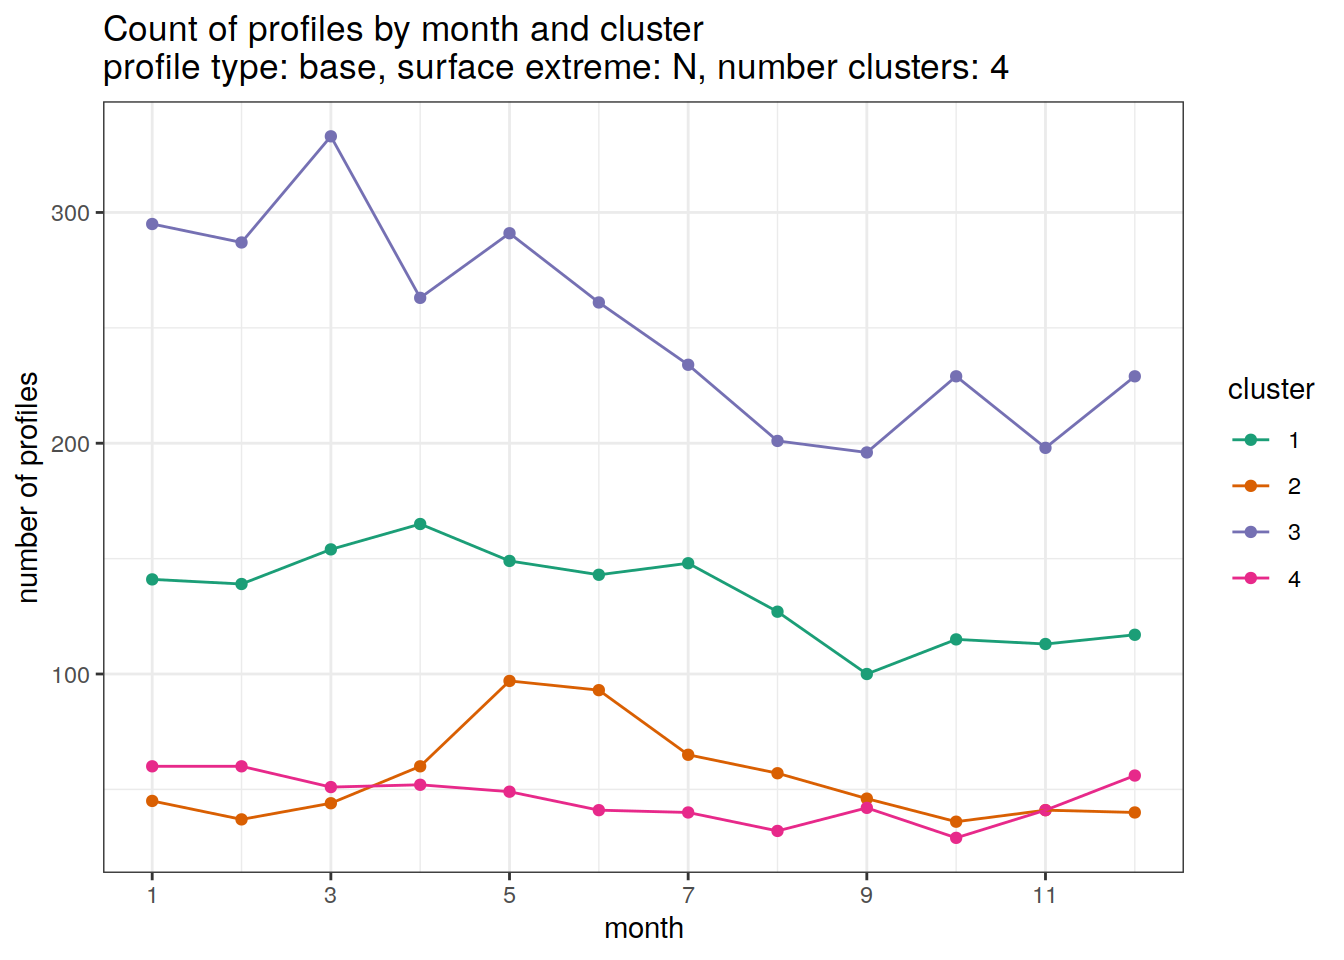 Count of profiles by month and cluster
profile type: base, surface extreme: N, number clusters: 4
300
200
100
number of profiles
1 3 5 7 9 11
month
cluster
1
2
3
4